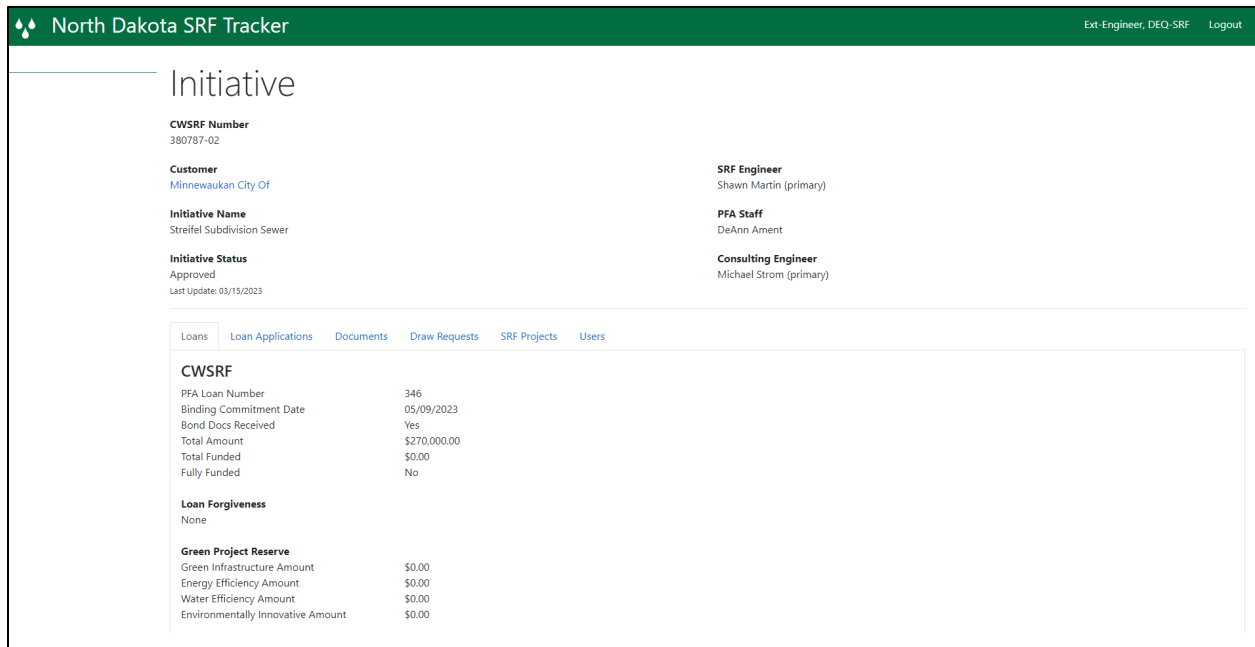 North Dakota SRF Tracker
Ext-Engineer, DEQ-SRF Logout
Initiative
CWSRF Number
380787-02
Customer
Minnewaukan City Of
SRF Engineer
Shawn Martin (primary)
Initiative Name
Streifel Subdivision Sewer
PFA Staff
DeAnn Ament
Initiative Status
Approved
Last Update: 03/15/2023
Consulting Engineer
Michael Strom (primary)
Loans Loan Applications Documents Draw Requests SRF Projects Users
CWSRF
PFA Loan Number 346
Binding Commitment Date 05/09/2023
Bond Docs Received Yes
Total Amount $270,000.00
Total Funded $0.00
Fully Funded No
Loan Forgiveness
None
Green Project Reserve
Green Infrastructure Amount $0.00
Energy Efficiency Amount $0.00
Water Efficiency Amount $0.00
Environmentally Innovative Amount $0.00